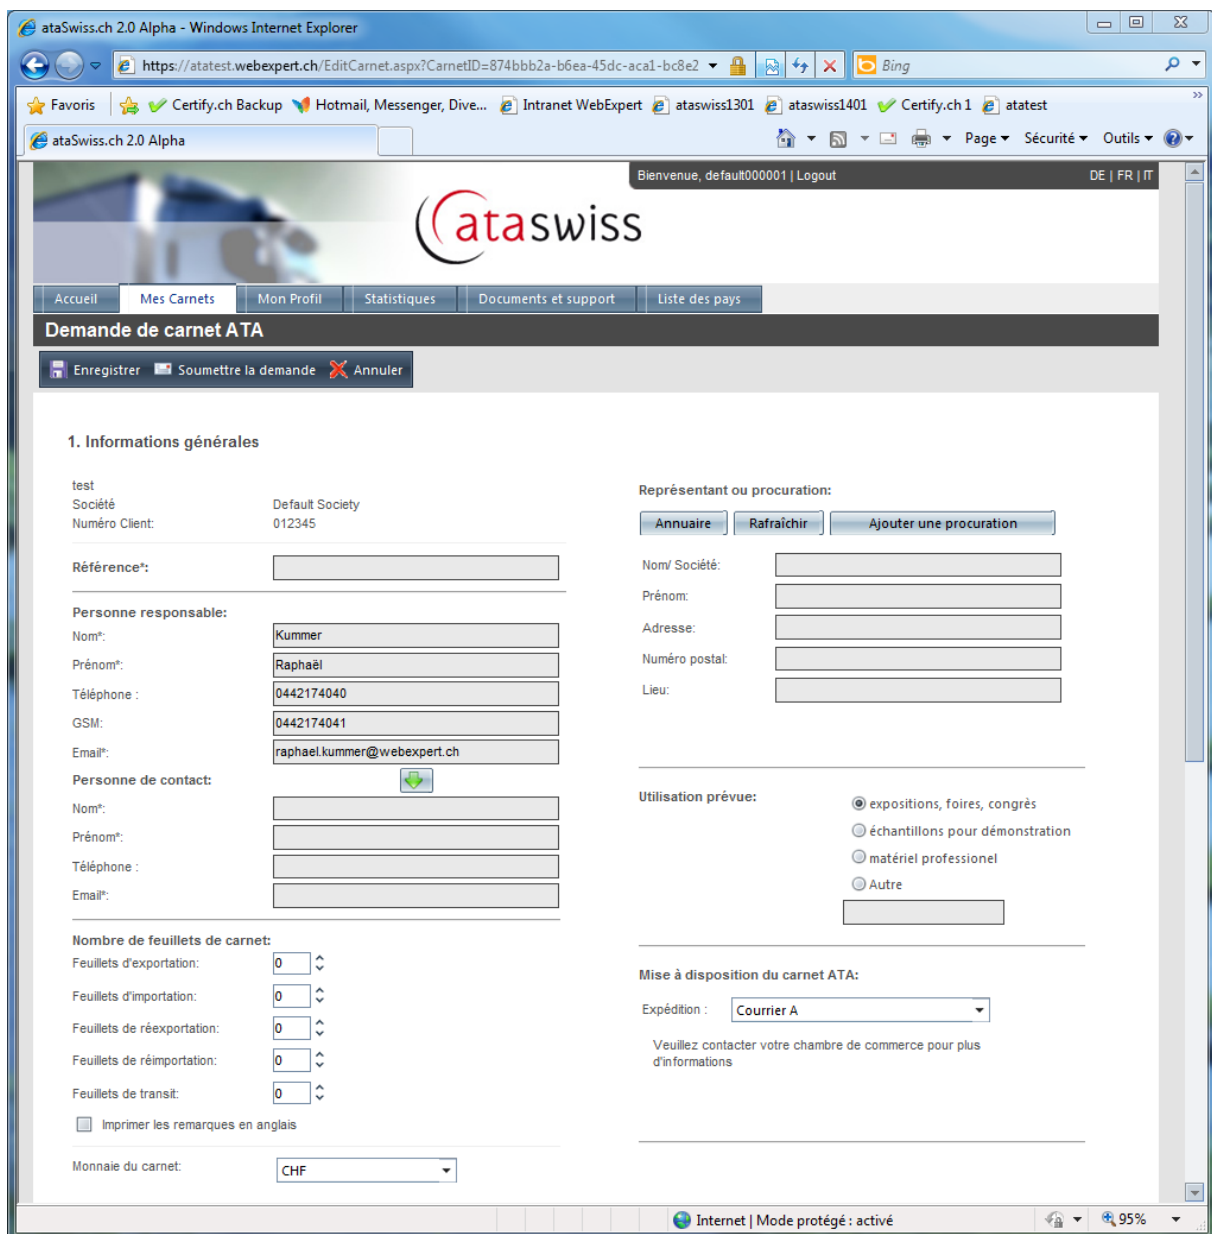 ataSwiss.ch 2.0 Alpha - Windows Internet Explorer
https://atatest.webexpert.ch/EditCarnet.aspx?CarnetID=874bbb2a-b6ea-45dc-aca1-bc8e2
Bing
Favoris Certify.ch Backup Hotmail, Messenger, Dive... Intranet WebExpert ataswiss1301 ataswiss1401 Certify.ch 1 atatest
ataSwiss.ch 2.0 Alpha Page Sécurité Outils
Bienvenue, default000001 | Logout DE | FR | IT
ataswiss
Accueil Mes Carnets Mon Profil Statistiques Documents et support Liste des pays
Demande de carnet ATA
Enregistrer Soumettre la demande Annuler
1. Informations générales
test
Société Default Society
Numéro Client: 012345
Référence*:
Personne responsable:
Nom*: Kummer
Prénom*: Raphaël
Téléphone : 0442174040
GSM: 0442174041
Email*: raphael.kummer@webexpert.ch
Personne de contact:
Nom*:
Prénom*:
Téléphone :
Email*:
Nombre de feuillets de carnet:
Feuillets d'exportation: 0
Feuillets d'importation: 0
Feuillets de réexportation: 0
Feuillets de réimportation: 0
Feuillets de transit: 0
Imprimer les remarques en anglais
Monnaie du carnet: CHF
Représentant ou procuration:
Annuaire Rafraîchir Ajouter une procuration
Nom/ Société:
Prénom:
Adresse:
Numéro postal:
Lieu:
Utilisation prévue:
expositions, foires, congrès
échantillons pour démonstration
matériel professionel
Autre
Mise à disposition du carnet ATA:
Expédition : Courrier A
Veuillez contacter votre chambre de commerce pour plus
d'informations
Internet | Mode protégé : activé 95%